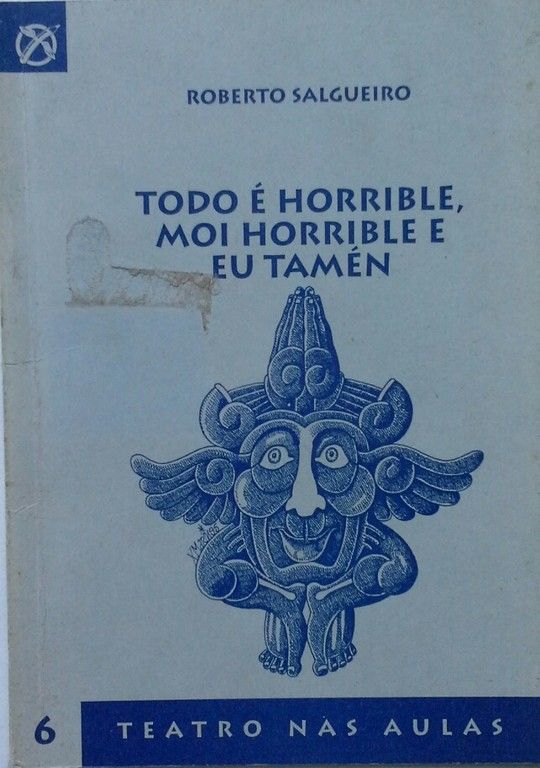 ROBERTO SALGUEIRO
TODO É HORRIBLE,
MOI HORRIBLE E
EU TAMÉN
6 TEATRO NAS AULAS